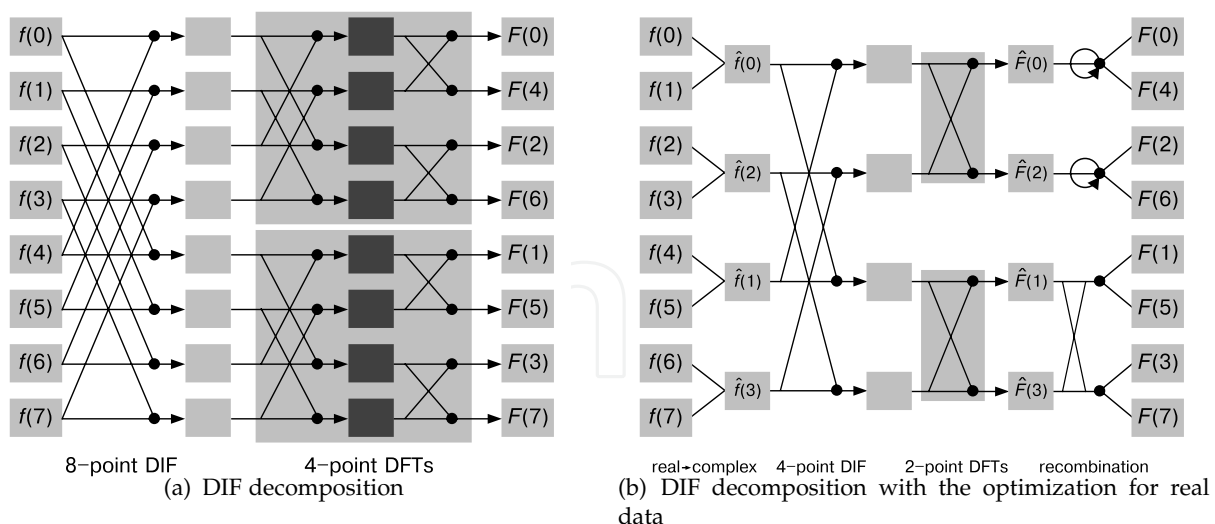 f(0)
f(1)
f(2)
f(3)
f(4)
f(5)
f(6)
f(7)
F(0)
F(4)
F(2)
F(6)
F(1)
F(5)
F(3)
F(7)
8-point DIF
4-point DFTs
(a) DIF decomposition
f(0)
f(1)
f(2)
f(3)
f(4)
f(5)
f(6)
f(7)
f̂(0)
f̂(2)
f̂(1)
f̂(3)
F̂(0)
F̂(2)
F̂(1)
F̂(3)
F(0)
F(4)
F(2)
F(6)
F(1)
F(5)
F(3)
F(7)
real→complex
4-point DIF
2-point DFTs
recombination
(b) DIF decomposition with the optimization for real
data